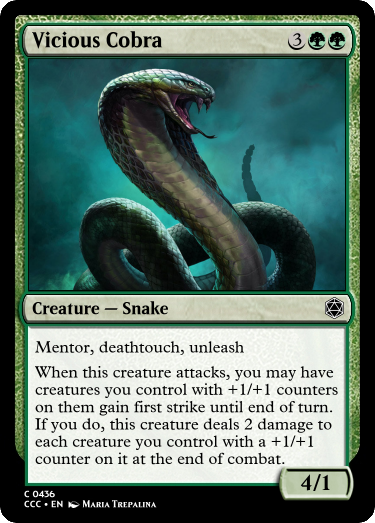 Vicious Cobra 3
Creature — Snake
Mentor, deathtouch, unleash
When this creature attacks, you may have
creatures you control with +1/+1 counters
on them gain first strike until end of turn.
If you do, this creature deals 2 damage to
each creature you control with a +1/+1
counter on it at the end of combat.
4/1
C 0436
CCC • EN Maria Trepalina